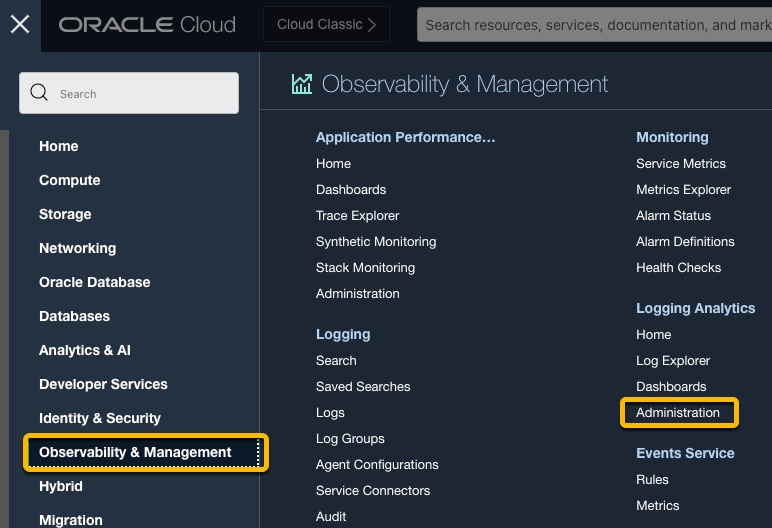 ORACLE Cloud
Cloud Classic >
Search resources, services, documentation, and mark
Search
Home
Compute
Storage
Networking
Oracle Database
Databases
Analytics & AI
Developer Services
Identity & Security
Observability & Management
Hybrid
Migration
Observability & Management
Application Performance...
Home
Dashboards
Trace Explorer
Synthetic Monitoring
Stack Monitoring
Administration
Logging
Search
Saved Searches
Logs
Log Groups
Agent Configurations
Service Connectors
Audit
Monitoring
Service Metrics
Metrics Explorer
Alarm Status
Alarm Definitions
Health Checks
Logging Analytics
Home
Log Explorer
Dashboards
Administration
Events Service
Rules
Metrics